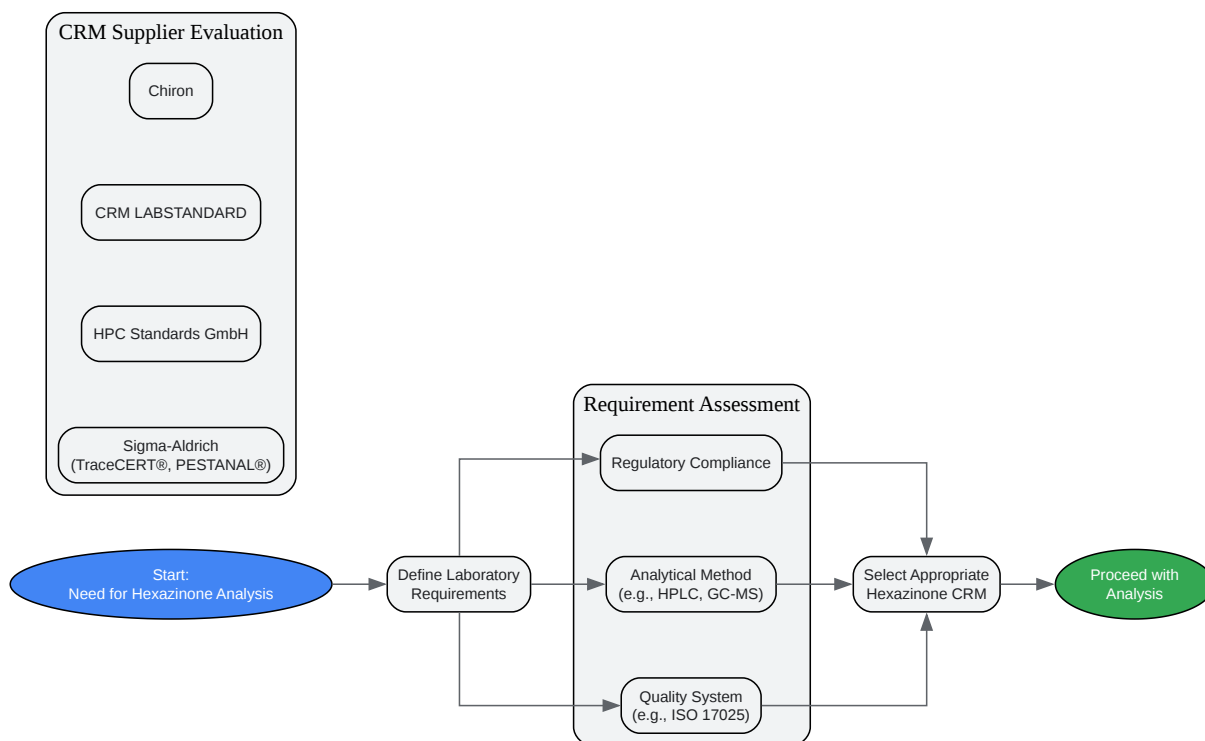 CRM Supplier Evaluation
Chiron
CRM LABSTANDARD
HPC Standards GmbH
Sigma-Aldrich
(TraceCERT®, PESTANAL®)
Start:
Need for Hexazinone Analysis
Define Laboratory
Requirements
Requirement Assessment
Regulatory Compliance
Analytical Method
(e.g., HPLC, GC-MS)
Quality System
(e.g., ISO 17025)
Select Appropriate
Hexazinone CRM
Proceed with
Analysis